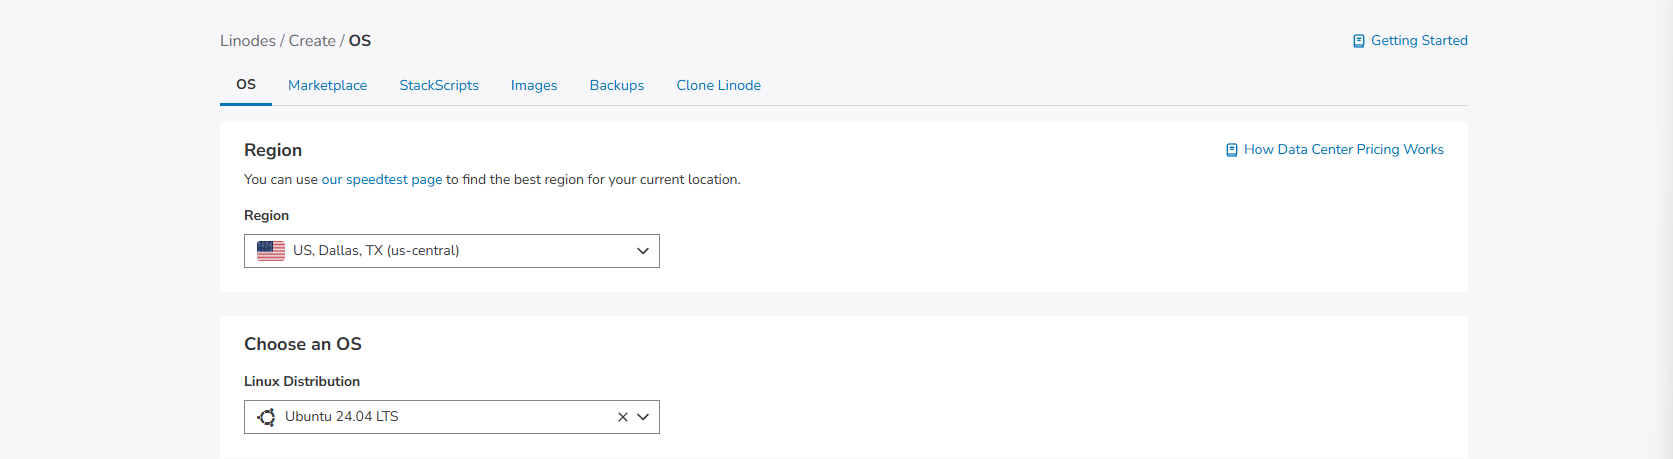 Linodes / Create / OS
Getting Started
OS Marketplace StackScripts Images Backups Clone Linode
Region
How Data Center Pricing Works
You can use our speedtest page to find the best region for your current location.
Region
US, Dallas, TX (us-central)
Choose an OS
Linux Distribution
Ubuntu 24.04 LTS